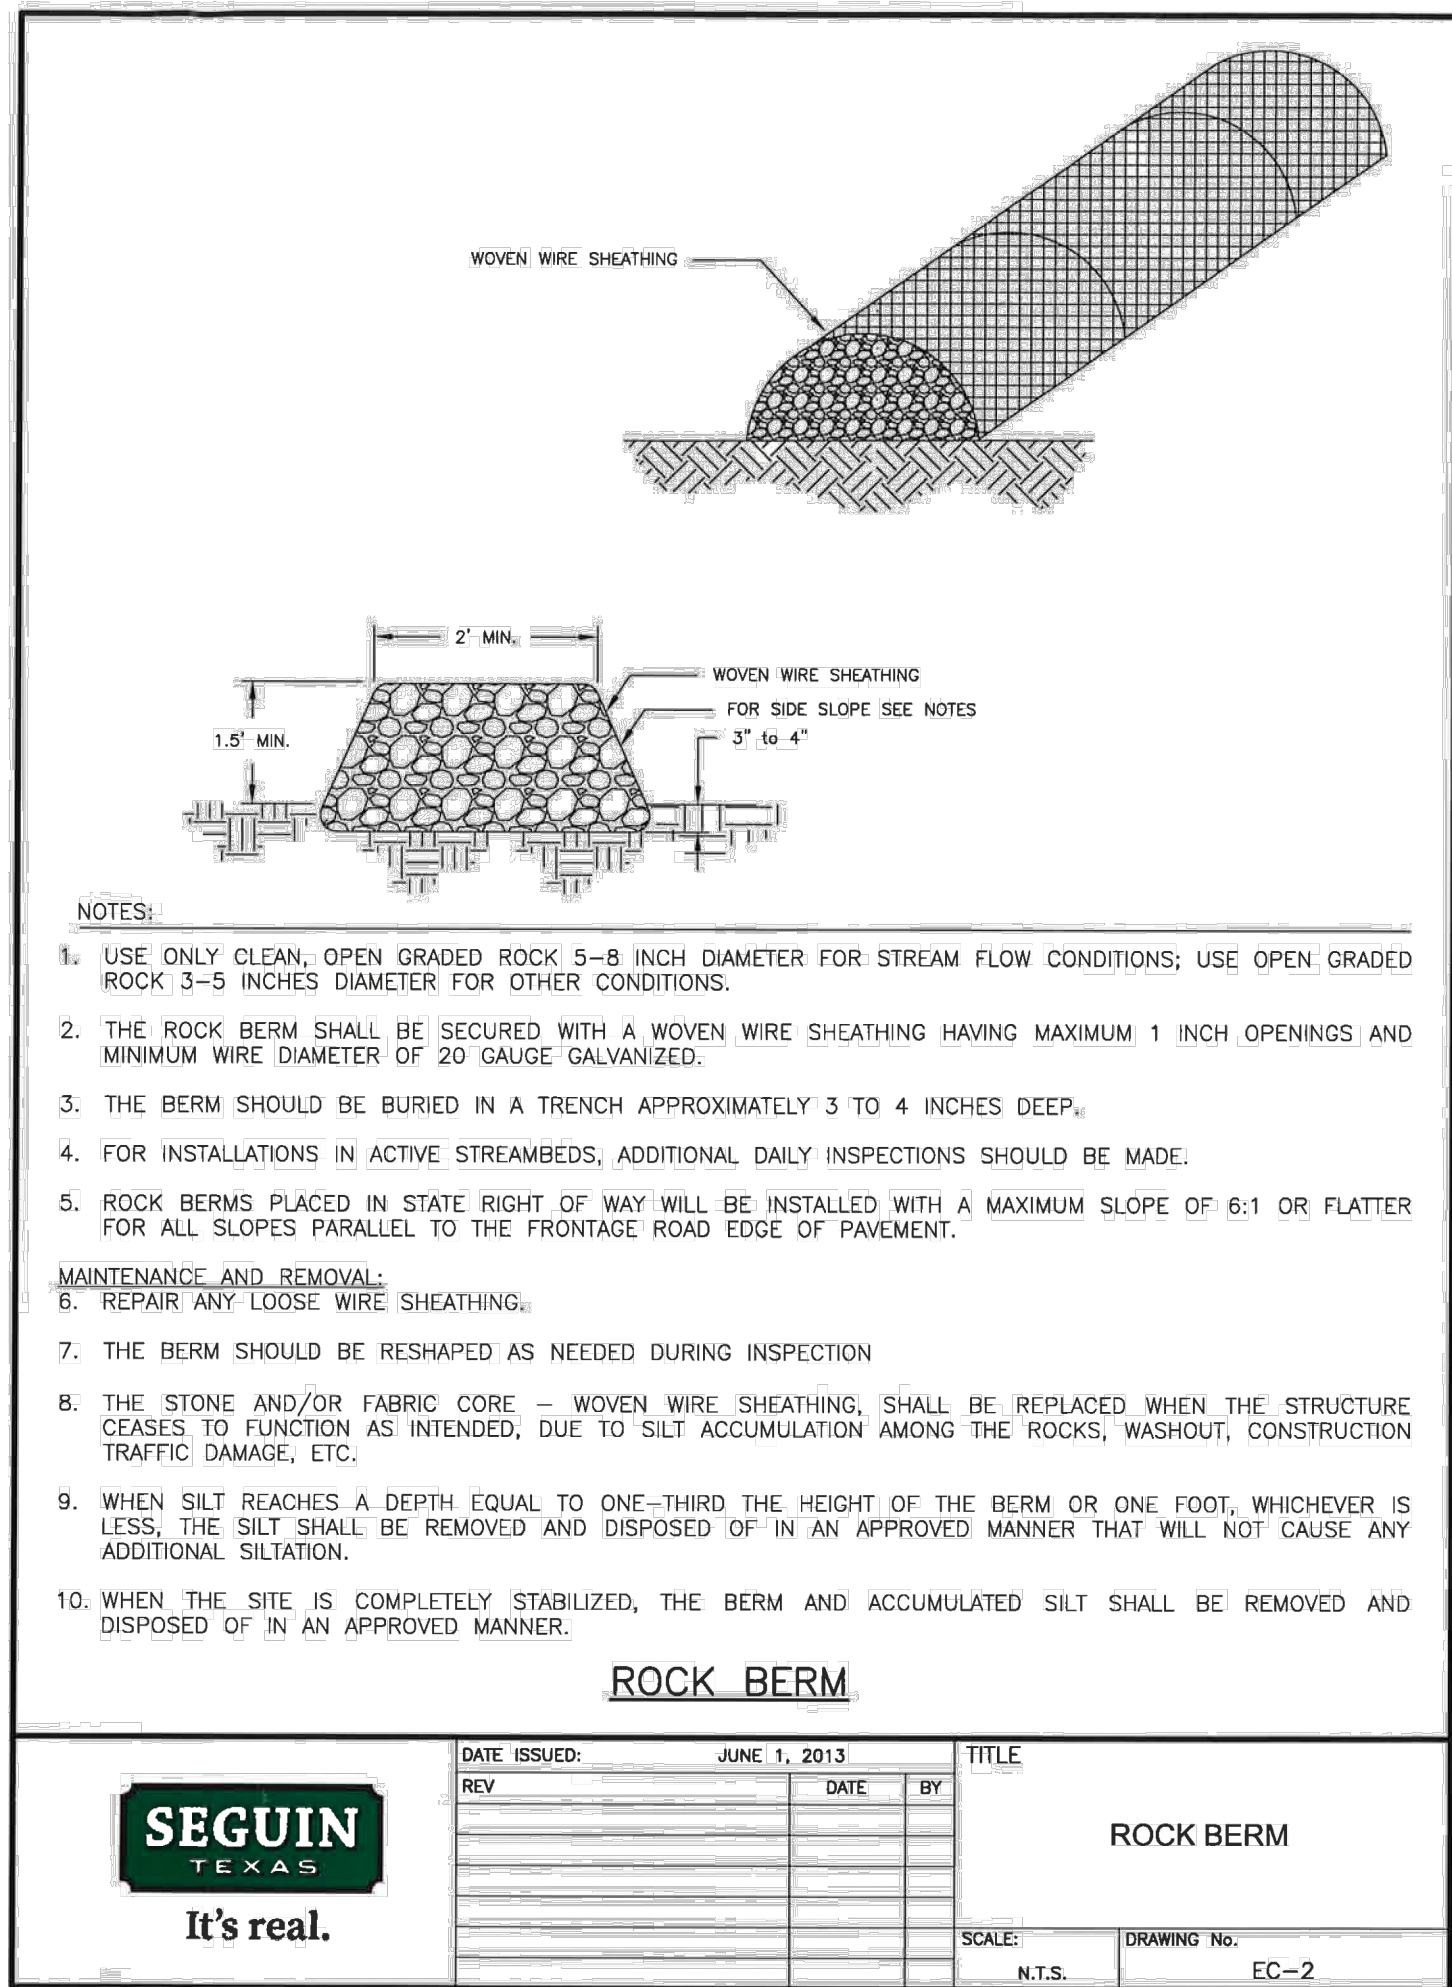 WOVEN WIRE SHEATHING
2' MIN.
WOVEN WIRE SHEATHING
FOR SIDE SLOPE SEE NOTES
3" to 4"
1.5' MIN.
NOTES:
1. USE ONLY CLEAN, OPEN GRADED ROCK 5-8 INCH DIAMETER FOR STREAM FLOW CONDITIONS; USE OPEN GRADED
ROCK 3-5 INCHES DIAMETER FOR OTHER CONDITIONS.
2. THE ROCK BERM SHALL BE SECURED WITH A WOVEN WIRE SHEATHING HAVING MAXIMUM 1 INCH OPENINGS AND
MINIMUM WIRE DIAMETER OF 20 GAUGE GALVANIZED.
3. THE BERM SHOULD BE BURIED IN A TRENCH APPROXIMATELY 3 TO 4 INCHES DEEP.
4. FOR INSTALLATIONS IN ACTIVE STREAMBEDS, ADDITIONAL DAILY INSPECTIONS SHOULD BE MADE.
5. ROCK BERMS PLACED IN STATE RIGHT OF WAY WILL BE INSTALLED WITH A MAXIMUM SLOPE OF 6:1 OR FLATTER
FOR ALL SLOPES PARALLEL TO THE FRONTAGE ROAD EDGE OF PAVEMENT.
MAINTENANCE AND REMOVAL:
6. REPAIR ANY LOOSE WIRE SHEATHING.
7. THE BERM SHOULD BE RESHAPED AS NEEDED DURING INSPECTION
8. THE STONE AND/OR FABRIC CORE – WOVEN WIRE SHEATHING, SHALL BE REPLACED WHEN THE STRUCTURE
CEASES TO FUNCTION AS INTENDED, DUE TO SILT ACCUMULATION AMONG THE ROCKS, WASHOUT, CONSTRUCTION
TRAFFIC DAMAGE, ETC.
9. WHEN SILT REACHES A DEPTH EQUAL TO ONE-THIRD THE HEIGHT OF THE BERM OR ONE FOOT, WHICHEVER IS
LESS, THE SILT SHALL BE REMOVED AND DISPOSED OF IN AN APPROVED MANNER THAT WILL NOT CAUSE ANY
ADDITIONAL SILTATION.
10. WHEN THE SITE IS COMPLETELY STABILIZED, THE BERM AND ACCUMULATED SILT SHALL BE REMOVED AND
DISPOSED OF IN AN APPROVED MANNER.
ROCK BERM
SEGUIN
TEXAS
It's real.
DATE ISSUED: JUNE 1, 2013
REV DATE BY
TITLE
ROCK BERM
SCALE:
N.T.S.
DRAWING No.
EC-2